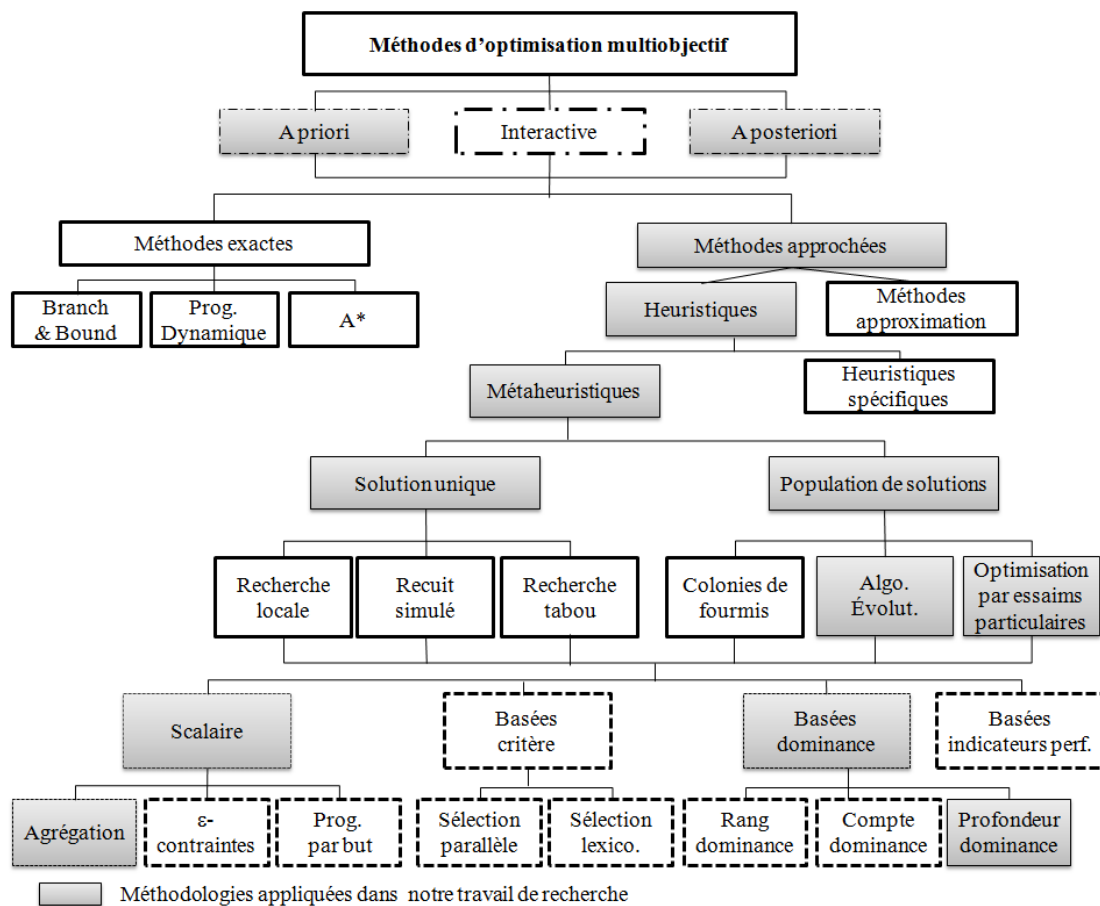 Méthodes d'optimisation multiobjectif
A priori
Interactive
A posteriori
Méthodes exactes
Méthodes approchées
Branch
& Bound
Prog.
Dynamique
A*
Heuristiques
Méthodes
approximation
Métaheuristiques
Heuristiques
spécifiques
Solution unique
Population de solutions
Recherche
locale
Recuit
simulé
Recherche
tabou
Colonies de
fourmis
Algo.
Évolut.
Optimisation
par essaims
particulaires
Scalaire
Basées
critère
Basées
dominance
Basées
indicateurs perf.
Agrégation
ε-
contraintes
Prog.
par but
Sélection
parallèle
Sélection
lexico.
Rang
dominance
Compte
dominance
Profondeur
dominance
Méthodologies appliquées dans notre travail de recherche